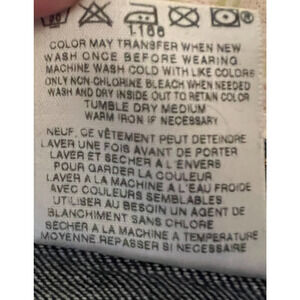 1.166
COLOR MAY TRANSFER WHEN NEW
WASH ONCE BEFORE WEARING
MACHINE WASH COLD WITH LIKE COLORS
ONLY NON-CHLORINE BLEACH WHEN NEEDED
WASH AND DRY INSIDE OUT TO RETAIN COLOR
TUMBLE DRY MEDIUM
WARM IRON IF NECESSARY
NEUF, CE VÊTEMENT PEUT DÉTEINDRE
LAVER UNE FOIS AVANT DE PORTER
LAVER ET SÉCHER À L'ENVERS
POUR GARDER LA COULEUR
LAVER À LA MACHINE À L'EAU FROIDE
AVEC COULEURS SEMBLABLES
UTILISER AU BESOIN UN AGENT DE
BLANCHIMENT SANS CHLORE
SÉCHER À LA MACHINE À TEMPÉRATURE
MOYENNE REPASSER SI NÉCESSAIRE